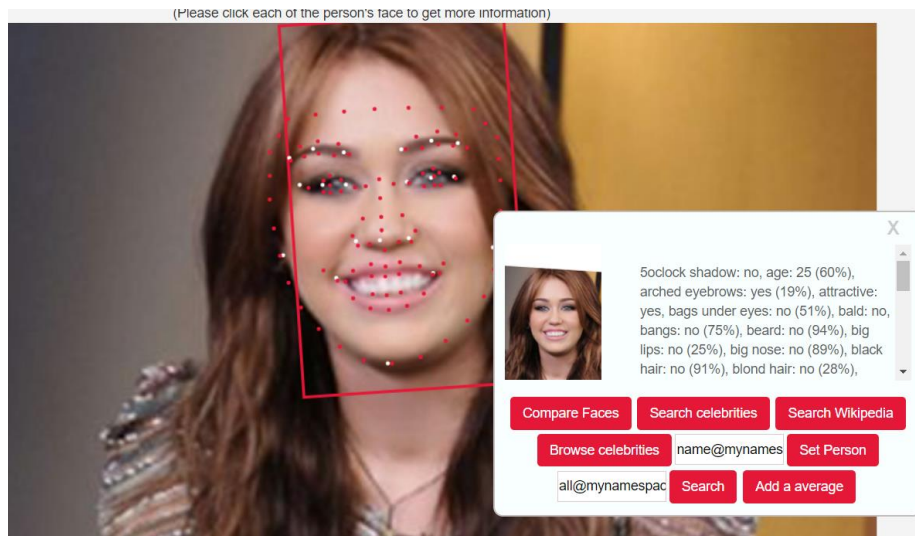 (Please click each of the person's face to get more information)
X
5oclock shadow: no, age: 25 (60%),
arched eyebrows: yes (19%), attractive:
yes, bags under eyes: no (51%), bald: no,
bangs: no (75%), beard: no (94%), big
lips: no (25%), big nose: no (89%), black
hair: no (91%), blond hair: no (28%),
Compare Faces Search celebrities Search Wikipedia
Browse celebrities name@mynames Set Person
all@mynamespac Search Add a average